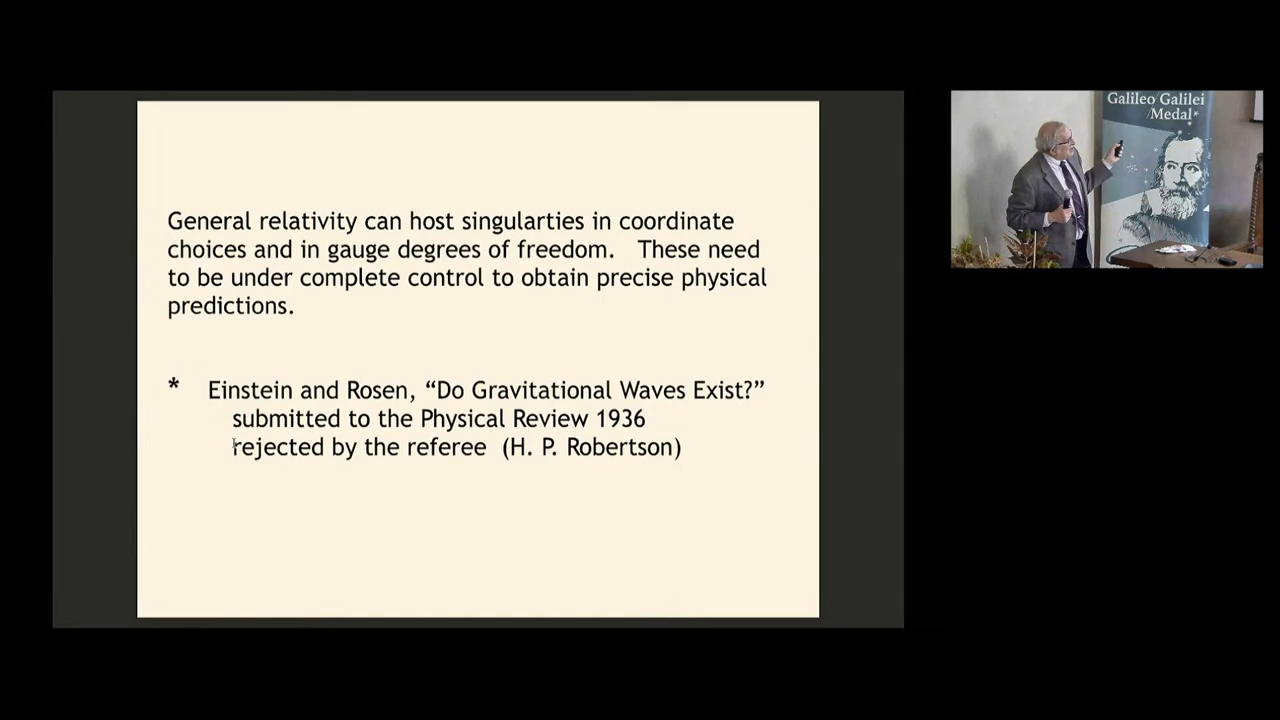 General relativity can host singularties in coordinate
choices and in gauge degrees of freedom. These need
to be under complete control to obtain precise physical
predictions.
* Einstein and Rosen, “Do Gravitational Waves Exist?”
submitted to the Physical Review 1936
rejected by the referee (H. P. Robertson)
Galileo Galilei
Medal